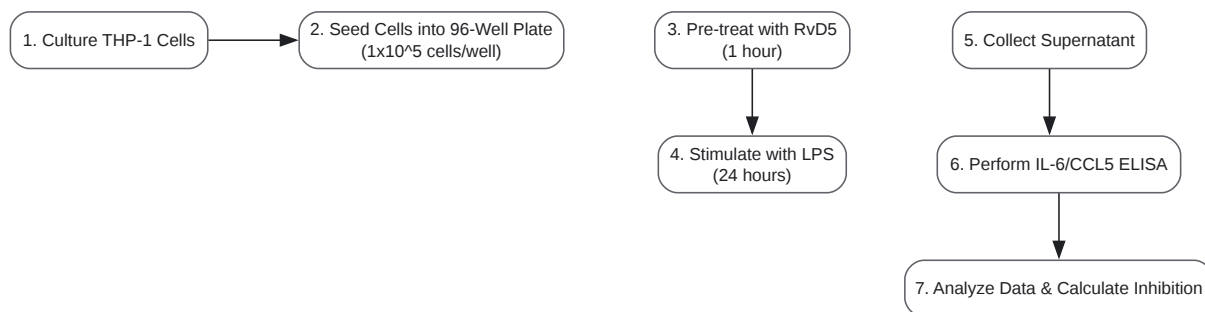 1. Culture THP-1 Cells
2. Seed Cells into 96-Well Plate
(1x10^5 cells/well)
3. Pre-treat with RvD5
(1 hour)
4. Stimulate with LPS
(24 hours)
5. Collect Supernatant
6. Perform IL-6/CCL5 ELISA
7. Analyze Data & Calculate Inhibition